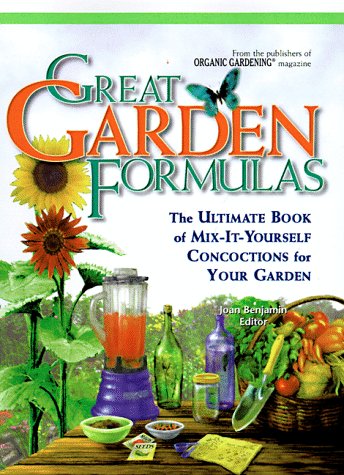 From the publishers of
ORGANIC GARDENING® magazine
GREAT
GARDEN
FORMULAS
The ULTIMATE BOOK
of MIX-IT-YOURSELF
CONCOCTIONS for
YOUR GARDEN
Joan Benjamin
Editor
SEEDS